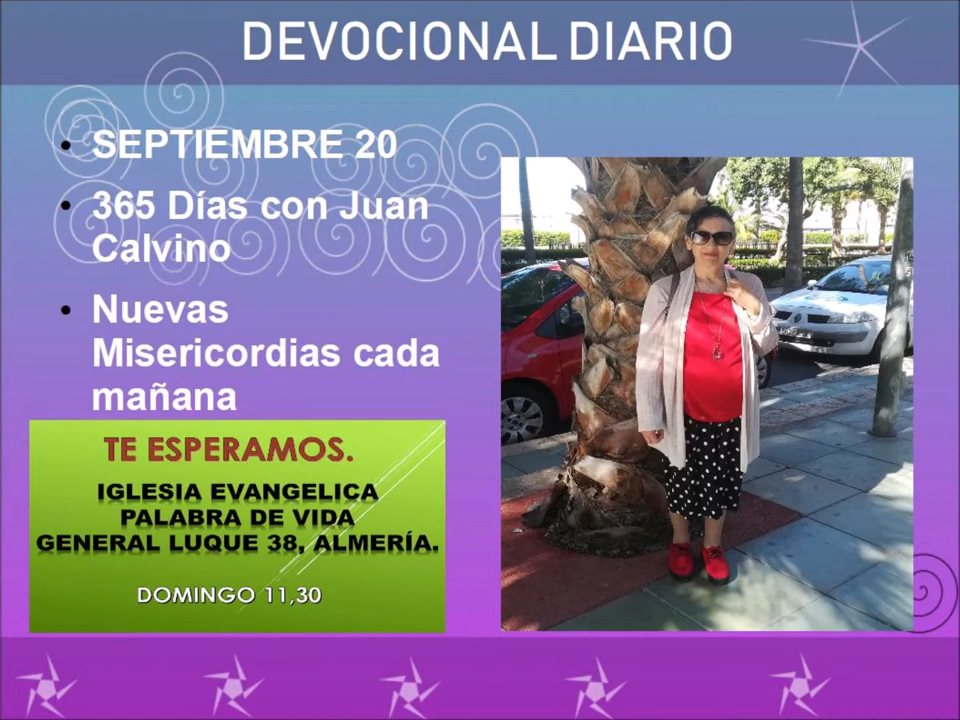 DEVOCIONAL DIARIO
SEPTIEMBRE 20
365 Días con Juan
Calvino
Nuevas
Misericordias cada
mañana
TE ESPERAMOS.
IGLESIA EVANGELICA
PALABRA DE VIDA
GENERAL LUQUE 38, ALMERÍA.
DOMINGO 11,30